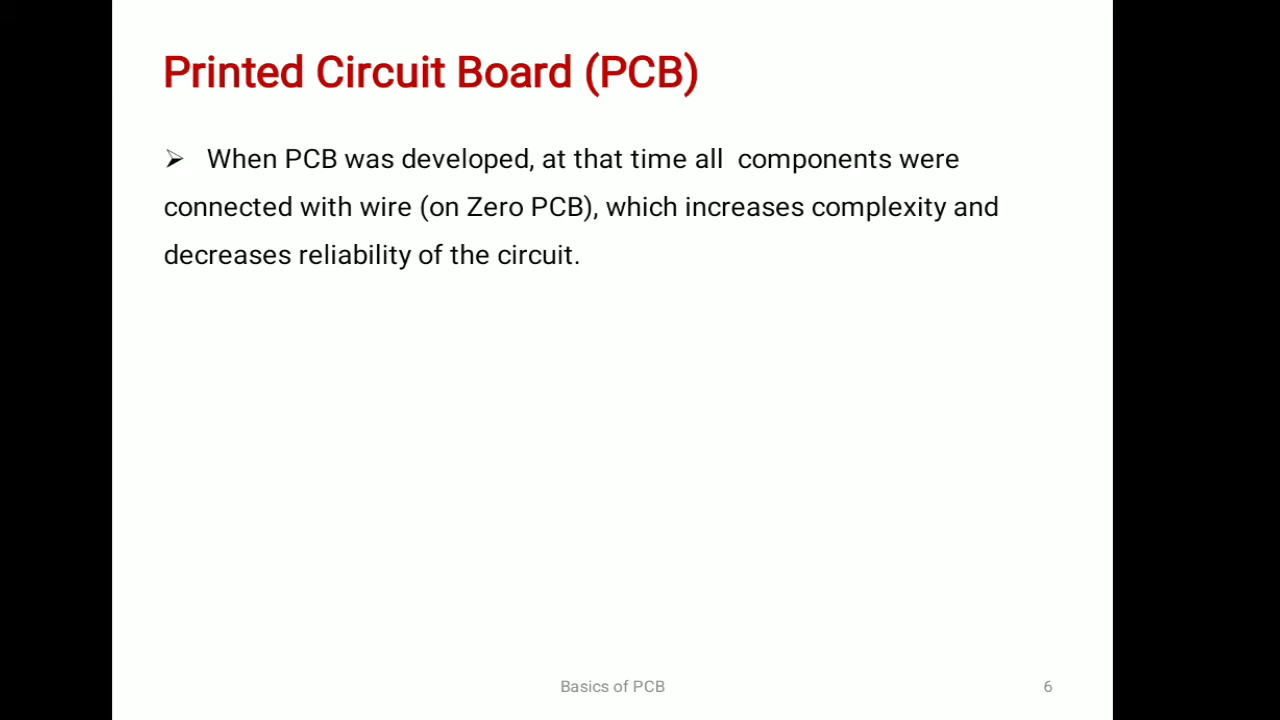 Printed Circuit Board (PCB)
➢ When PCB was developed, at that time all  components were
connected with wire (on Zero PCB), which increases complexity and
decreases reliability of the circuit.
Basics of PCB
6